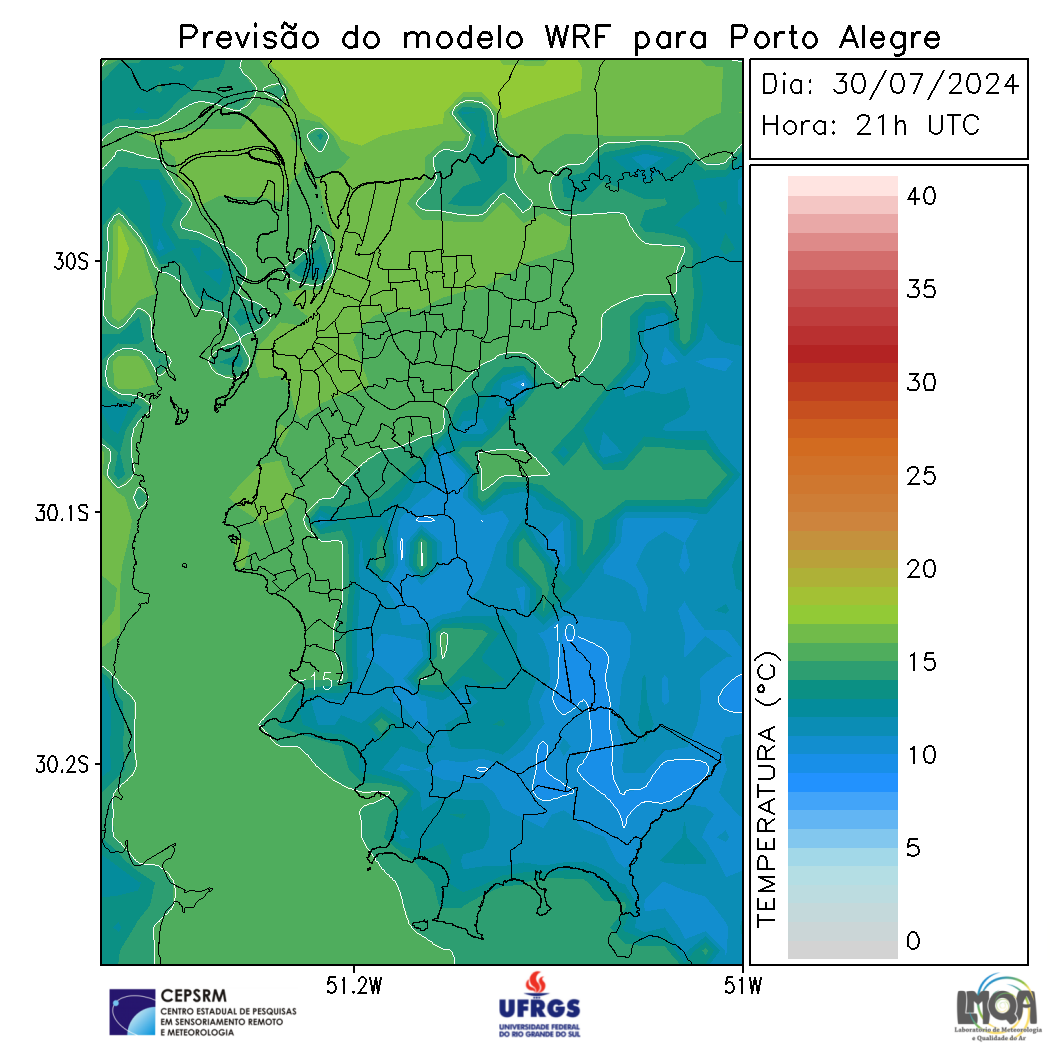 Previsão do modelo WRF para Porto Alegre
Dia: 30/07/2024
Hora: 21h UTC
40
35
30
25
20
15
10
5
0
TEMPERATURA (°C)
30S
30.1S
30.2S
10
15
51.2W
51W
CEPSRM
CENTRO ESTADUAL DE PESQUISAS
EM SENSORIAMENTO REMOTO
E METEOROLOGIA
UFRGS
UNIVERSIDADE FEDERAL
DO RIO GRANDE DO SUL
LMQA
Laboratório de Meteorologia
e Qualidade do Ar